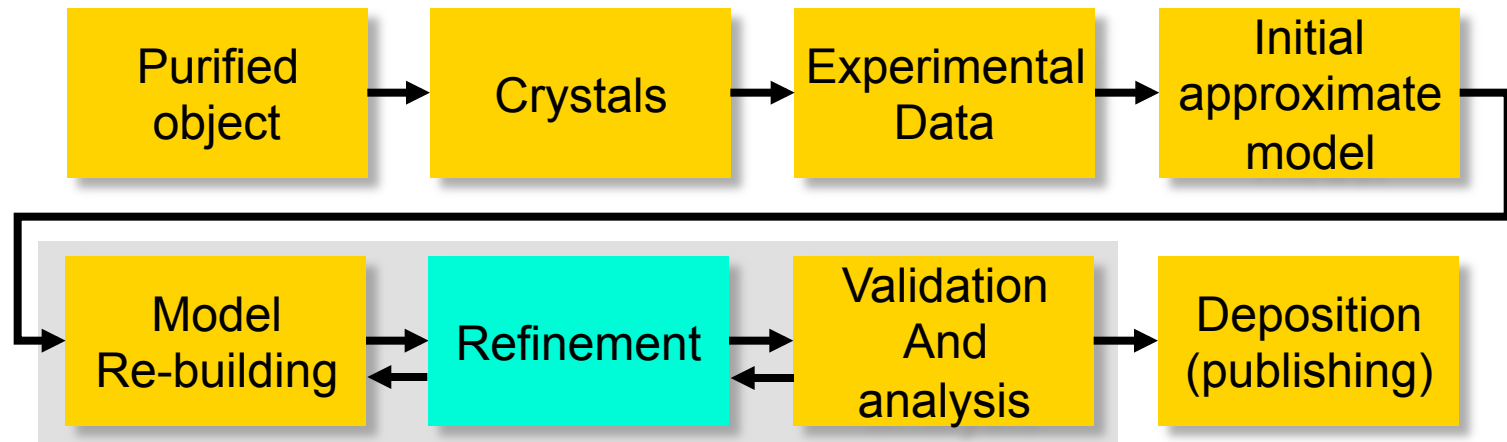 Purified
object
Crystals
Experimental
Data
Initial
approximate
model
Model
Re-building
Refinement
Validation
And
analysis
Deposition
(publishing)